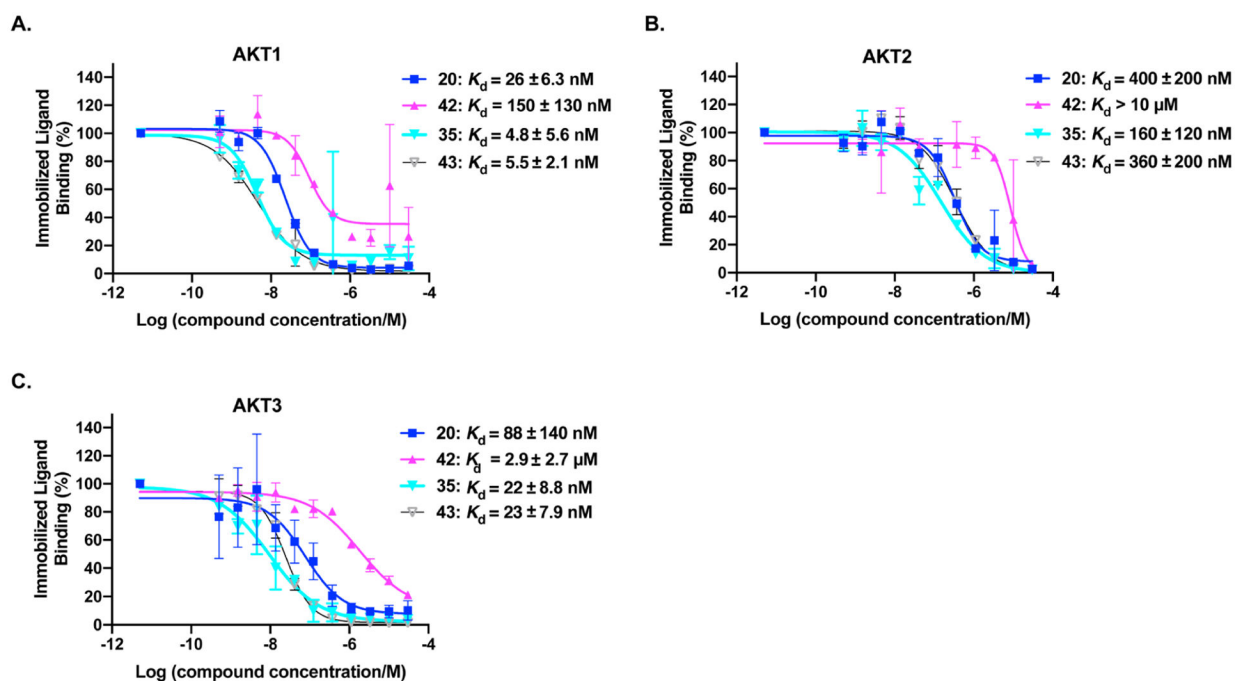 A.
AKT1
Immobilized Ligand
Binding (%)
140
120
100
80
60
40
20
0
-12
-10
-8
-6
-4
Log (compound concentration/M)
20: Kd = 26 ± 6.3 nM
42: Kd = 150 ± 130 nM
35: Kd = 4.8 ± 5.6 nM
43: Kd = 5.5 ± 2.1 nM
B.
AKT2
Immobilized Ligand
Binding (%)
140
120
100
80
60
40
20
0
-12
-10
-8
-6
-4
Log (compound concentration/M)
20: Kd = 400 ± 200 nM
42: Kd > 10 µM
35: Kd = 160 ± 120 nM
43: Kd = 360 ± 200 nM
C.
AKT3
Immobilized Ligand
Binding (%)
140
120
100
80
60
40
20
0
-12
-10
-8
-6
-4
Log (compound concentration/M)
20: Kd = 88 ± 140 nM
42: Kd = 2.9 ± 2.7 µM
35: Kd = 22 ± 8.8 nM
43: Kd = 23 ± 7.9 nM